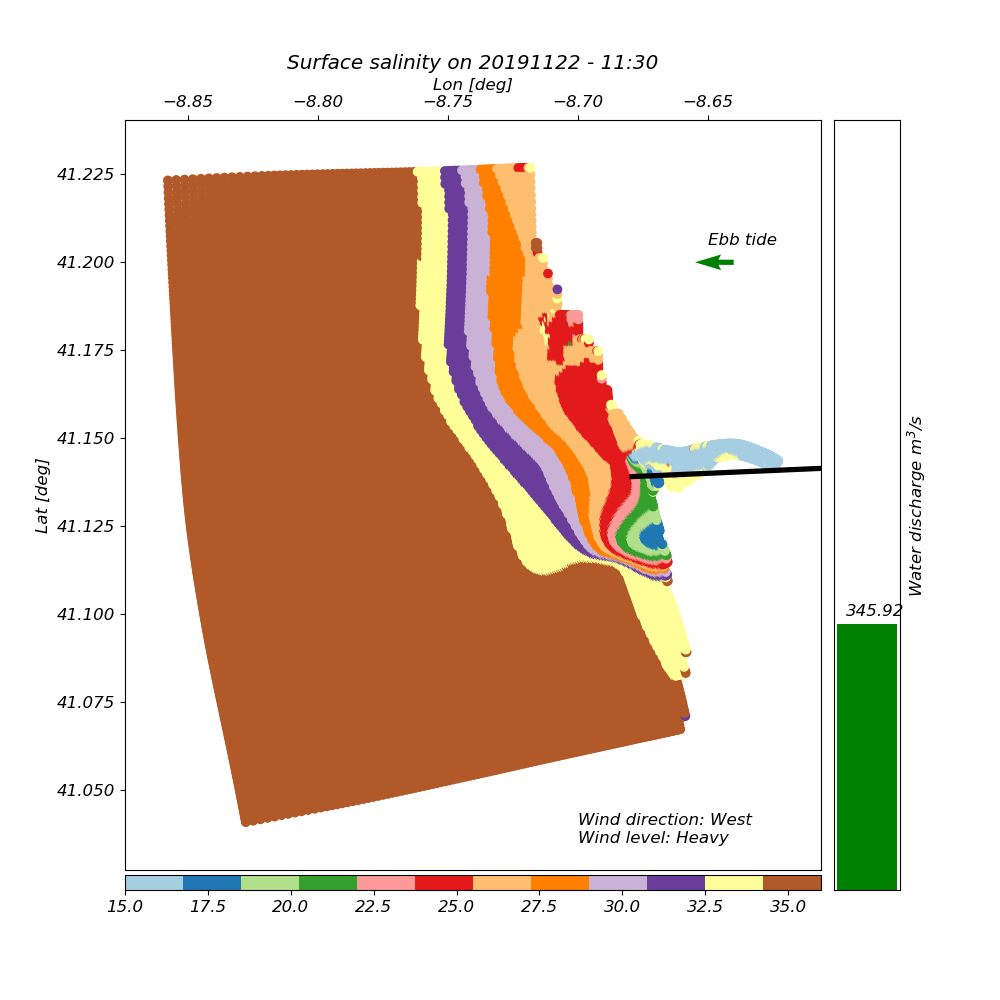 Surface salinity on 20191122 - 11:30
Lon [deg]
−8.85 −8.80 −8.75 −8.70 −8.65
41.225
41.200
41.175
41.150
41.125
41.100
41.075
41.050
Lat [deg]
Ebb tide
Wind direction: West
Wind level: Heavy
15.0 17.5 20.0 22.5 25.0 27.5 30.0 32.5 35.0
345.92
Water discharge m³/s